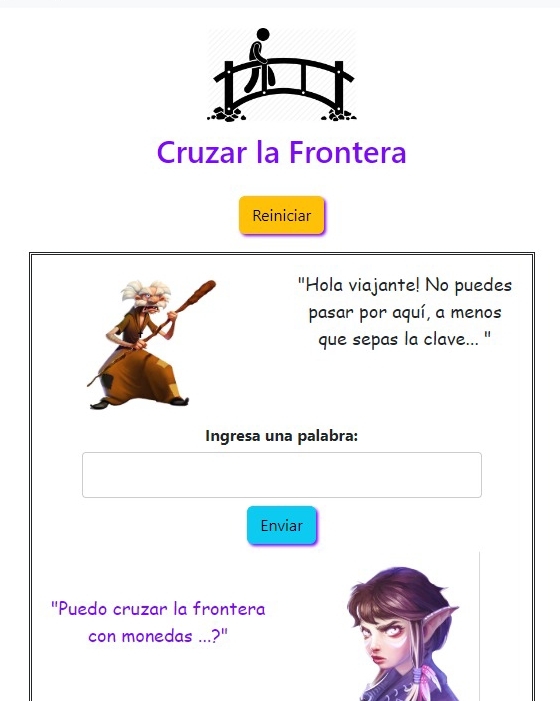 Cruzar la Frontera
Reiniciar
"Hola viajante! No puedes
pasar por aquí, a menos
que sepas la clave... "
Ingresa una palabra:
Enviar
"Puedo cruzar la frontera
con monedas ...?"